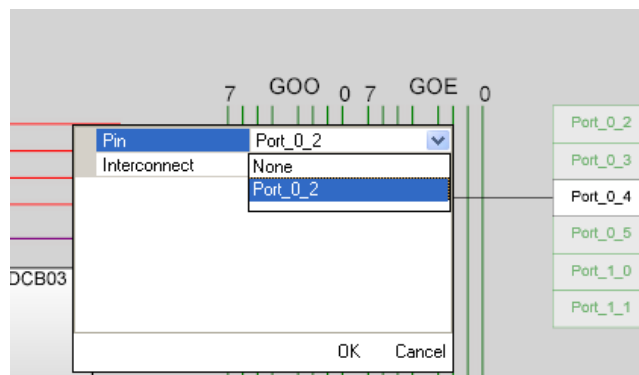 7 GOO 0 7 GOE 0
Port_0_2
Pin Port_0_2
Port_0_3
Interconnect None
Port_0_2
Port_0_4
Port_0_5
DCB03
Port_1_0
Port_1_1
OK Cancel